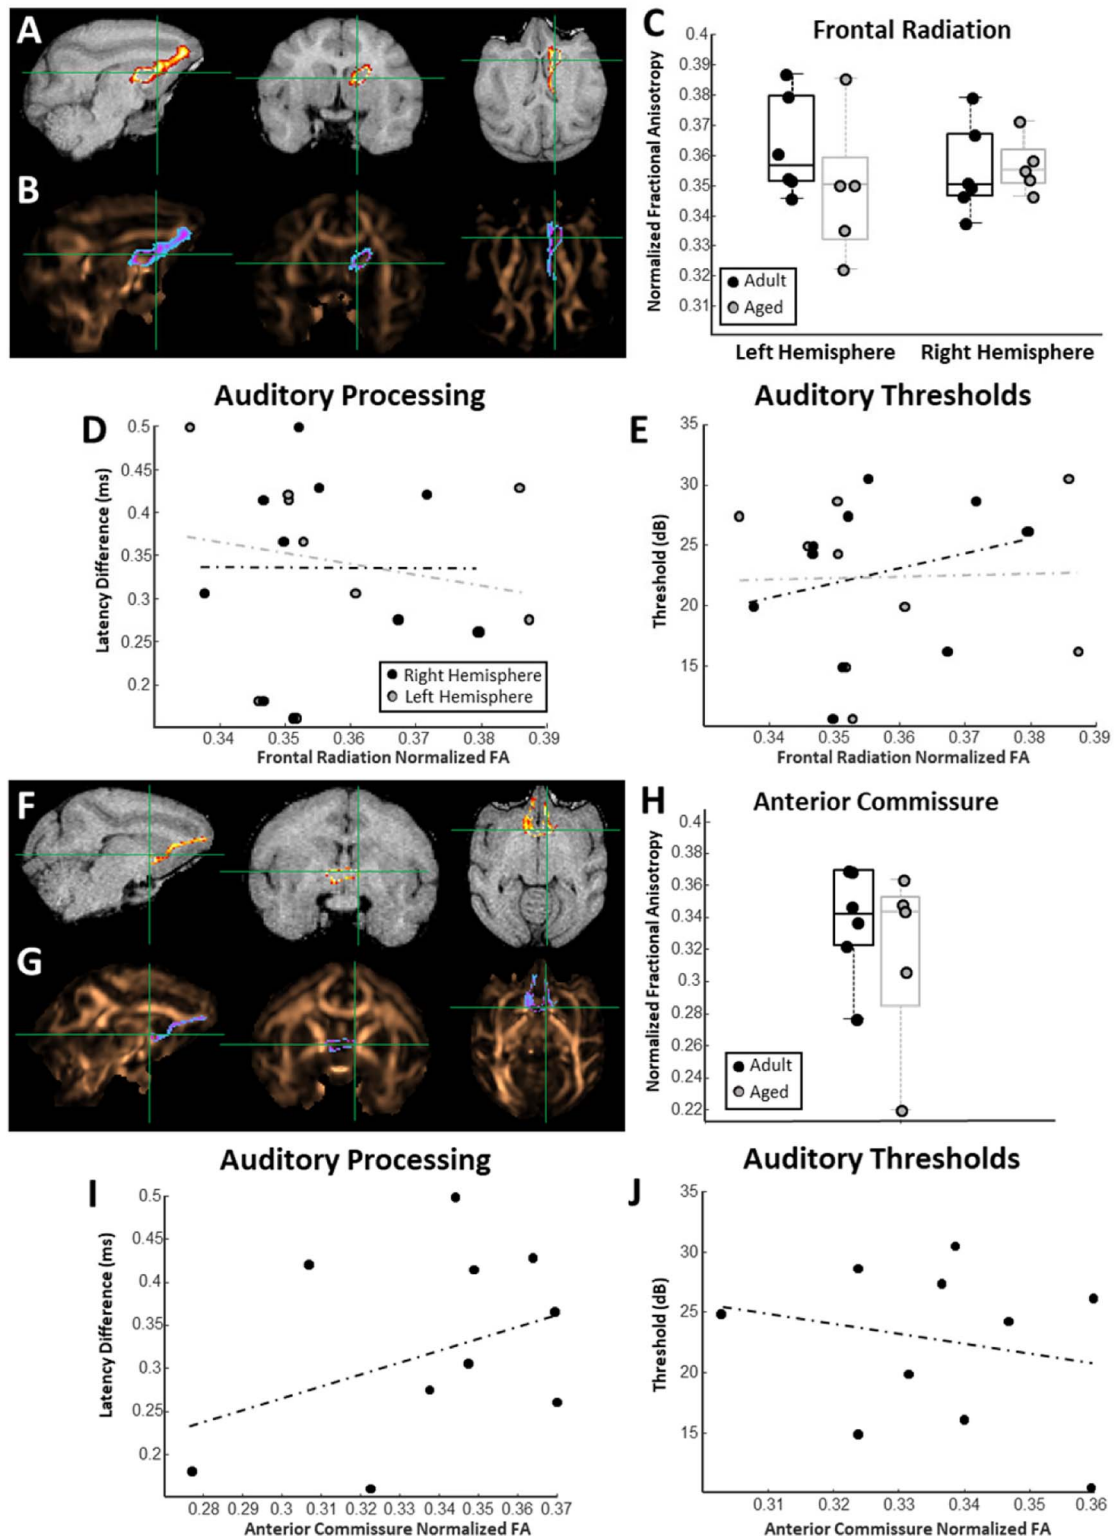 A
B
C
Frontal Radiation
Normalized Fractional Anisotropy
0.4
0.39
0.38
0.37
0.36
0.35
0.34
0.33
0.32
0.31
Adult
Aged
Left Hemisphere
Right Hemisphere
Auditory Processing
D
Latency Difference (ms)
0.5
0.45
0.4
0.35
0.3
0.25
0.2
Right Hemisphere
Left Hemisphere
0.34 0.35 0.36 0.37 0.38 0.39
Frontal Radiation Normalized FA
Auditory Thresholds
E
Threshold (dB)
35
30
25
20
15
0.34 0.35 0.36 0.37 0.38 0.39
Frontal Radiation Normalized FA
F
G
H
Anterior Commissure
Normalized Fractional Anisotropy
0.4
0.38
0.36
0.34
0.32
0.3
0.28
0.26
0.24
0.22
Adult
Aged
Auditory Processing
I
Latency Difference (ms)
0.5
0.45
0.4
0.35
0.3
0.25
0.2
0.28 0.29 0.3 0.31 0.32 0.33 0.34 0.35 0.36 0.37
Anterior Commissure Normalized FA
Auditory Thresholds
J
Threshold (dB)
35
30
25
20
15
0.31 0.32 0.33 0.34 0.35 0.36
Anterior Commissure Normalized FA